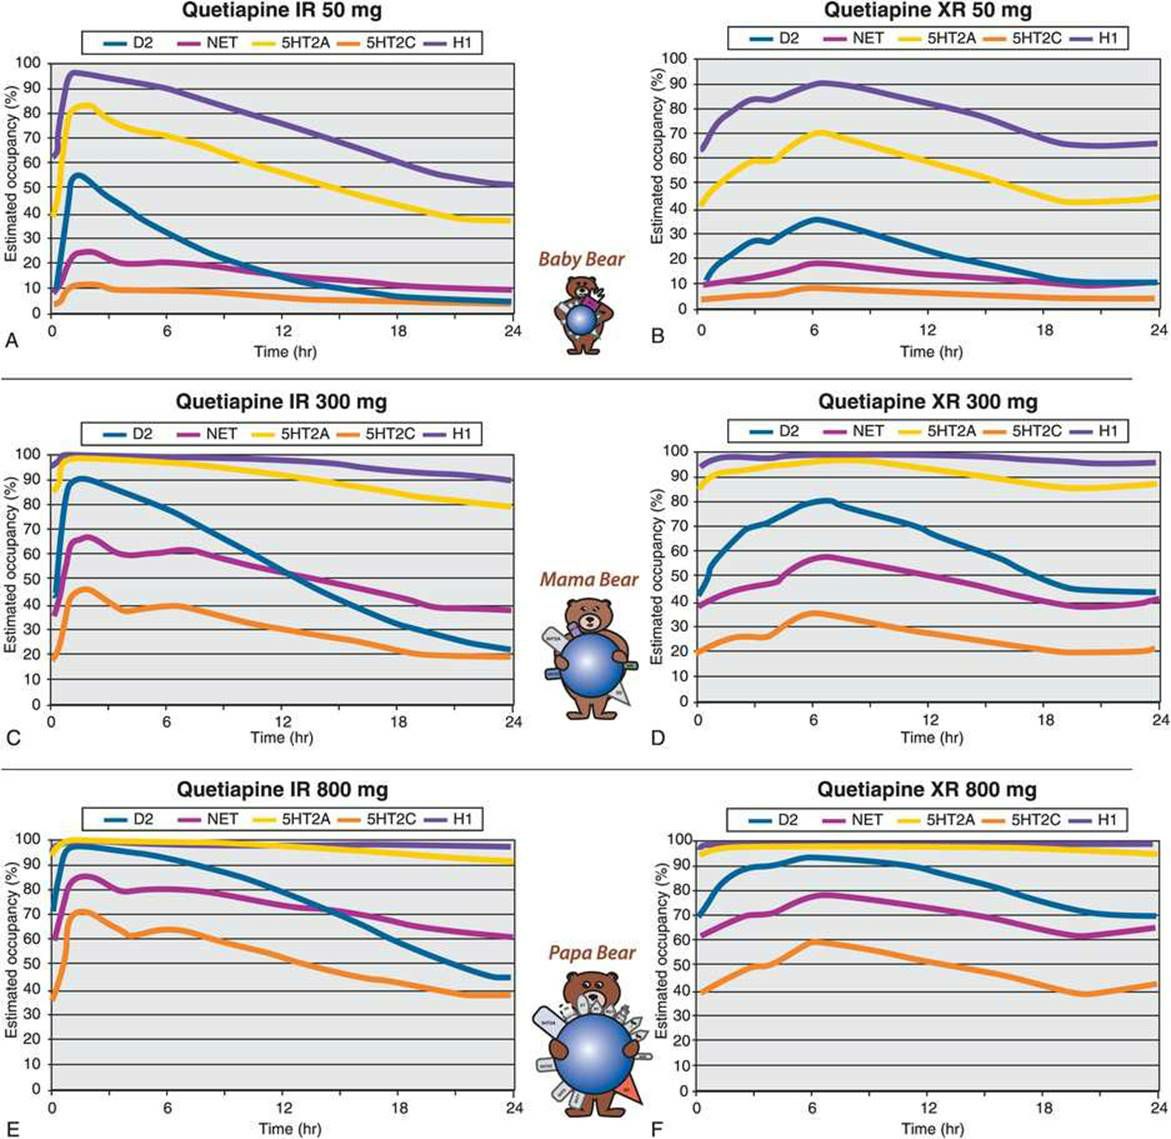 Quetiapine IR 50 mg
D2 NET 5HT2A 5HT2C H1
Estimated occupancy (%)
100
90
80
70
60
50
40
30
20
10
0
0 6 12 18 24
Time (hr)
A
Quetiapine XR 50 mg
D2 NET 5HT2A 5HT2C H1
Estimated occupancy (%)
100
90
80
70
60
50
40
30
20
10
0
0 6 12 18 24
Time (hr)
B
Baby Bear
Quetiapine IR 300 mg
D2 NET 5HT2A 5HT2C H1
Estimated occupancy (%)
100
90
80
70
60
50
40
30
20
10
0
0 6 12 18 24
Time (hr)
C
Quetiapine XR 300 mg
D2 NET 5HT2A 5HT2C H1
Estimated occupancy (%)
100
90
80
70
60
50
40
30
20
10
0
0 6 12 18 24
Time (hr)
D
Mama Bear
Quetiapine IR 800 mg
D2 NET 5HT2A 5HT2C H1
Estimated occupancy (%)
100
90
80
70
60
50
40
30
20
10
0
0 6 12 18 24
Time (hr)
E
Quetiapine XR 800 mg
D2 NET 5HT2A 5HT2C H1
Estimated occupancy (%)
100
90
80
70
60
50
40
30
20
10
0
0 6 12 18 24
Time (hr)
F
Papa Bear